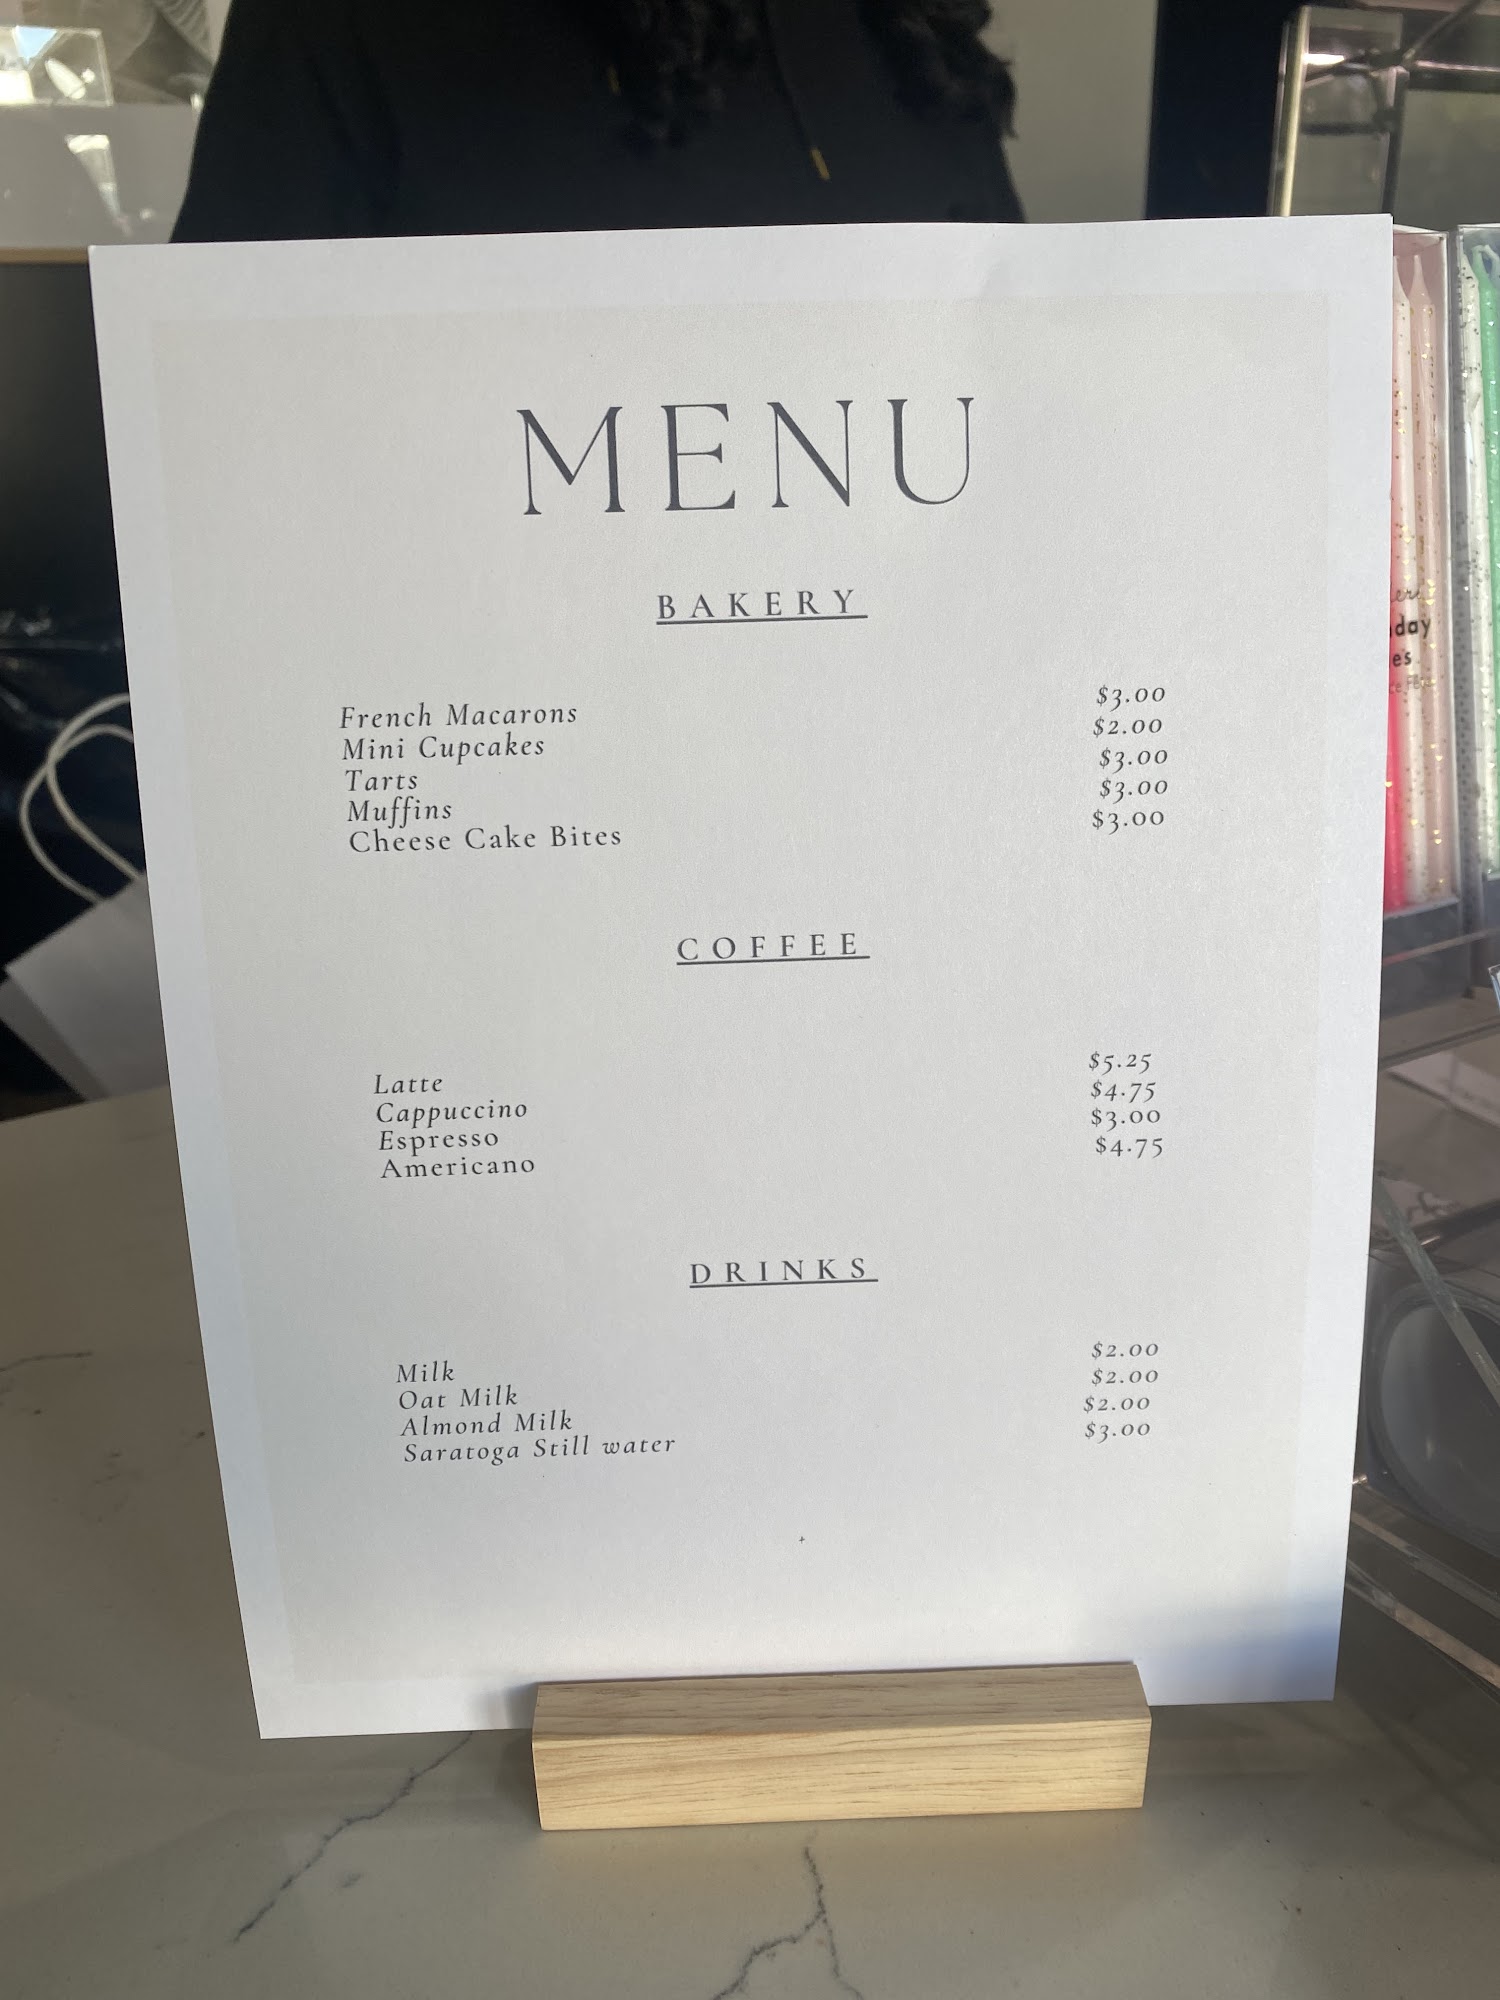 MENU
BAKERY
French Macarons $3.00
Mini Cupcakes $2.00
Tarts $3.00
Muffins $3.00
Cheese Cake Bites $3.00
COFFEE
Latte $5.25
Cappuccino $4.75
Espresso $3.00
Americano $4.75
DRINKS
Milk $2.00
Oat Milk $2.00
Almond Milk $2.00
Saratoga Still water $3.00